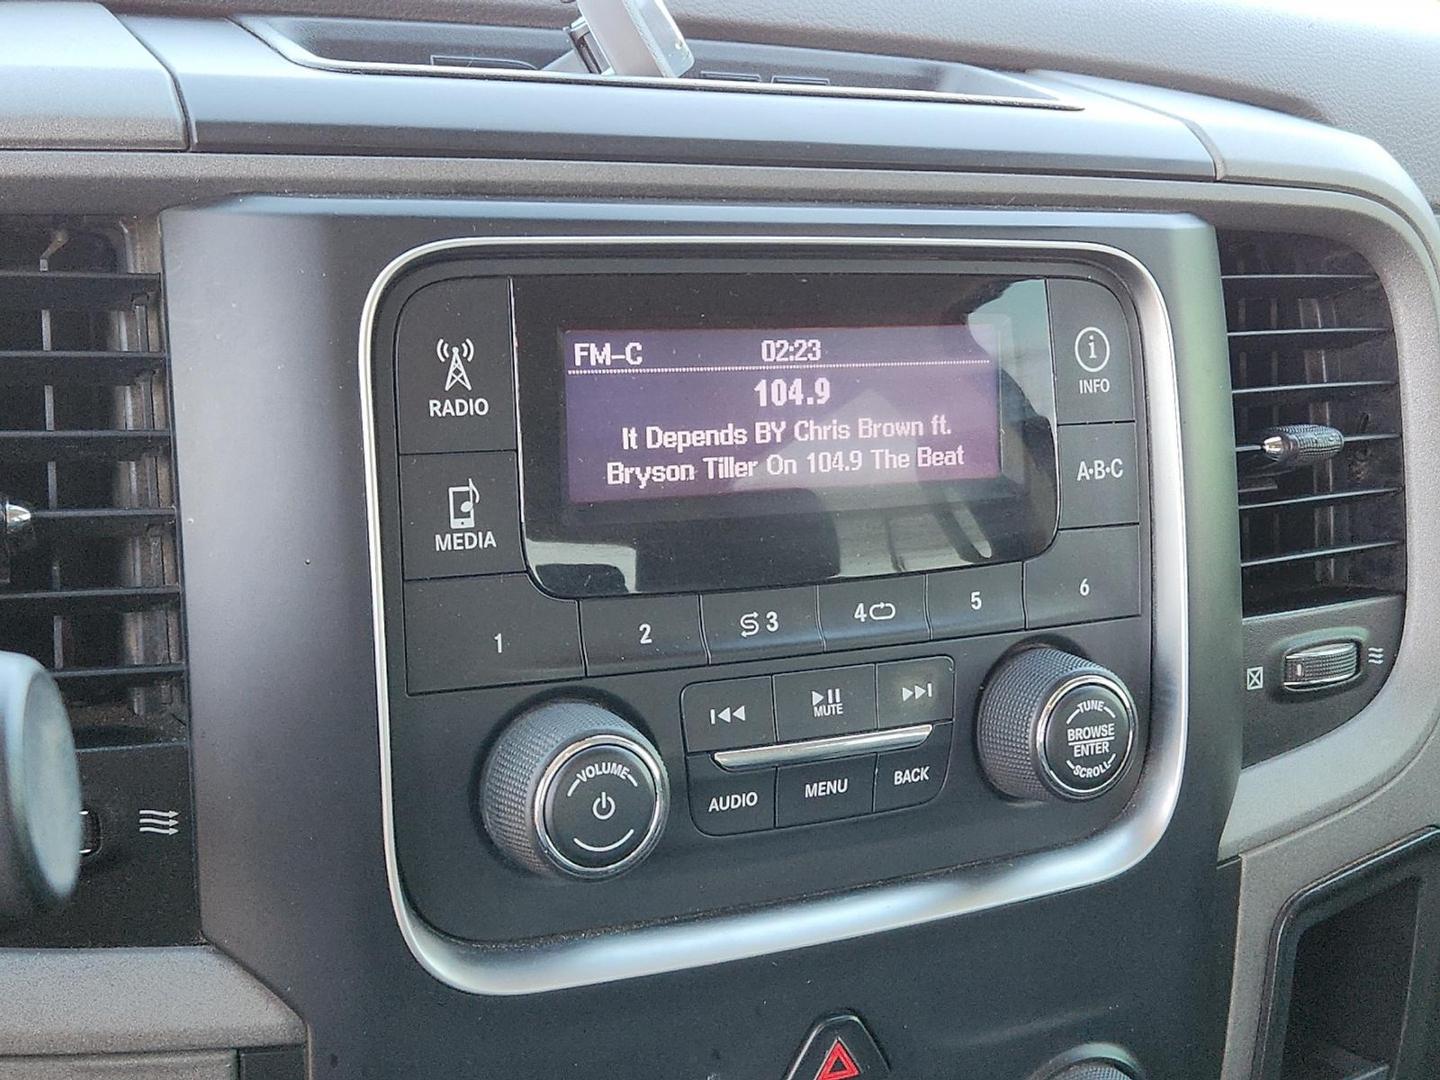 FM-C 02:23
104.9
It Depends BY Chris Brown ft.
Bryson Tiller On 104.9 The Beat
RADIO
MEDIA
i
INFO
A•B•C
1 2 3 4 5 6
MUTE
VOLUME
AUDIO MENU BACK
TUNE
BROWSE
ENTER
SCROLL